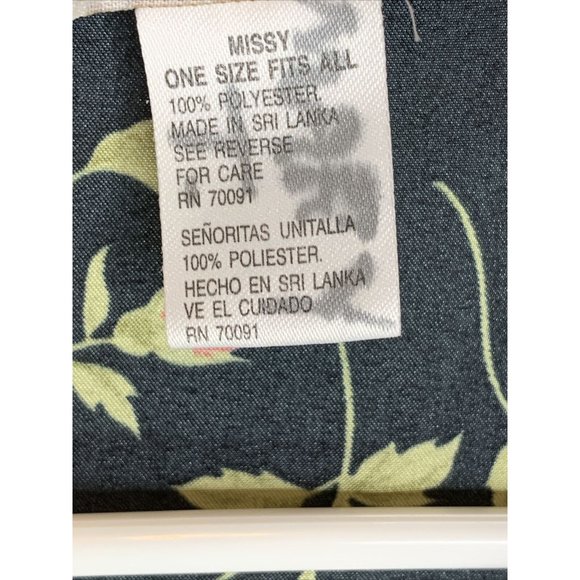 MISSY
ONE SIZE FITS ALL
100% POLYESTER.
MADE IN SRI LANKA
SEE REVERSE
FOR CARE
RN 70091
SEÑORITAS UNITALLA
100% POLIESTER.
HECHO EN SRI LANKA
VE EL CUIDADO
RN 70091